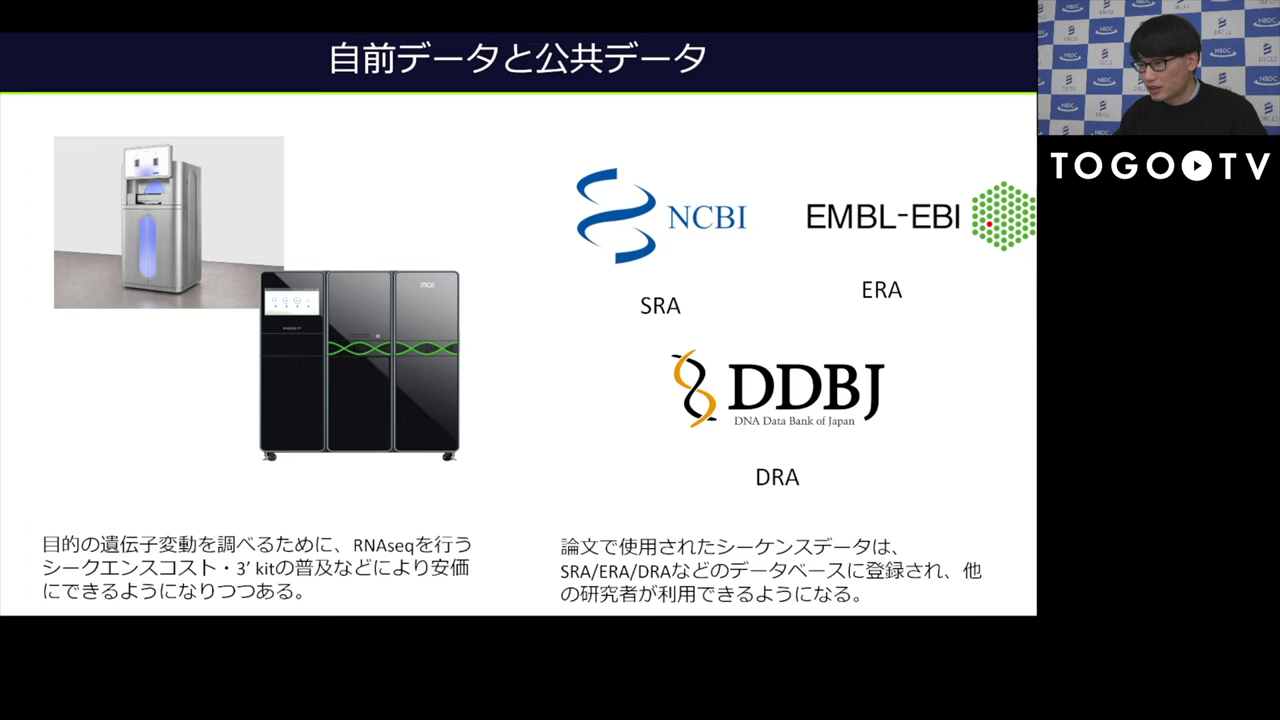 自前データと公共データ
NCBI
SRA
EMBL-EBI
ERA
DDBJ
DNA Data Bank of Japan
DRA
MGI
目的の遺伝子変動を調べるために、RNAseqを行う
シークエンスコスト・3’ kitの普及などにより安価
にできるようになりつつある。
論文で使用されたシーケンスデータは、
SRA/ERA/DRAなどのデータベースに登録され、他
の研究者が利用できるようになる。
TOGO TV
NBDC
DBCLS